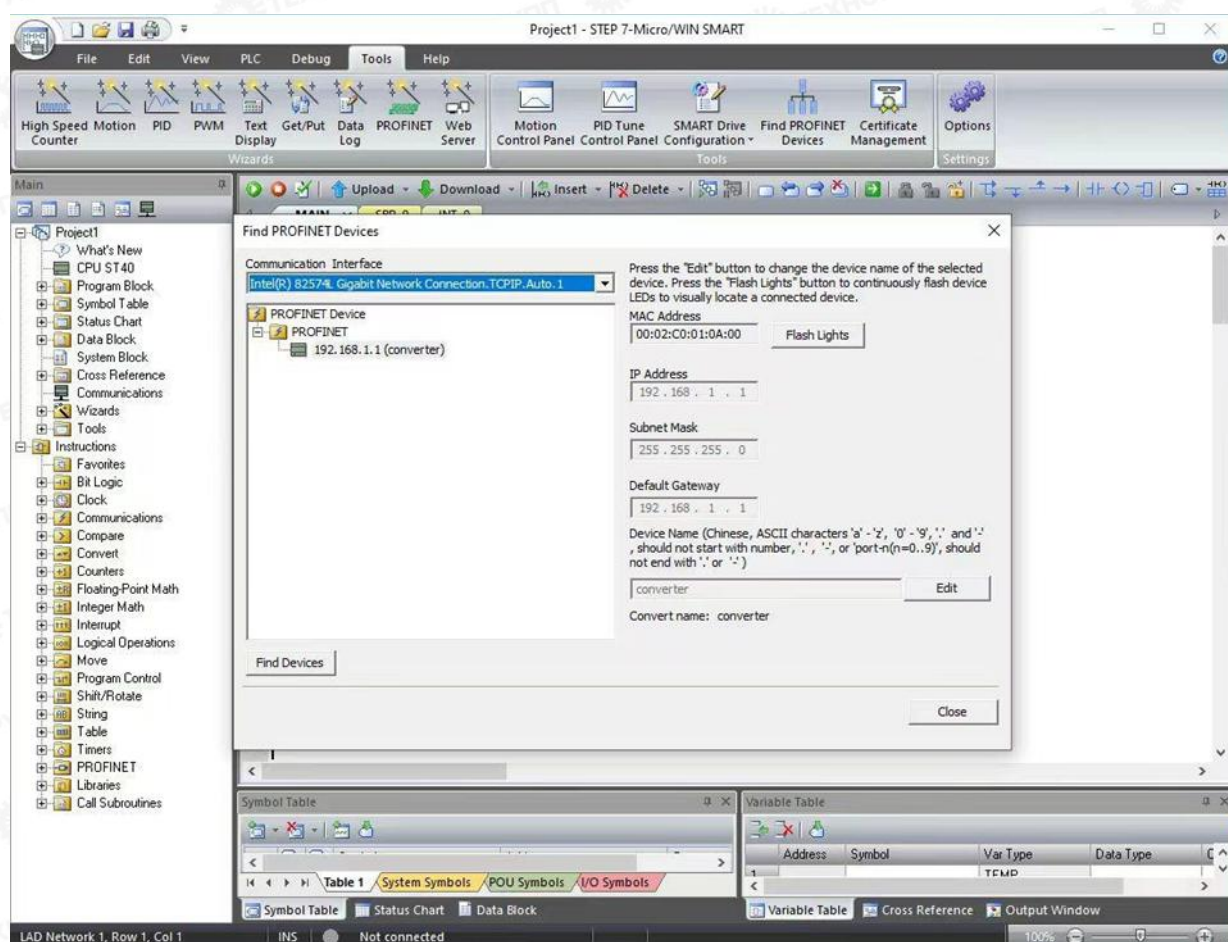 Project1 - STEP 7-Micro/WIN SMART
File Edit View PLC Debug Tools Help
High Speed Counter Motion PID PWM Text Display Get/Put Data Log PROFINET Web Server Motion Control Panel PID Tune Control Panel SMART Drive Configuration Find PROFINET Devices Certificate Management Options
Wizards Tools Settings
Main
Upload Download Insert Delete
Project1
What's New
CPU ST40
Program Block
Symbol Table
Status Chart
Data Block
System Block
Cross Reference
Communications
Wizards
Tools
Instructions
Favorites
Bit Logic
Clock
Communications
Compare
Convert
Counters
Floating-Point Math
Integer Math
Interrupt
Logical Operations
Move
Program Control
Shift/Rotate
String
Table
Timers
PROFINET
Libraries
Call Subroutines
MAIN SBR_0 INT_0
Find PROFINET Devices
Communication Interface
Intel(R) 82574L Gigabit Network Connection.TCPIP.Auto.1
PROFINET Device
PROFINET
192.168.1.1 (converter)
Find Devices
Press the "Edit" button to change the device name of the selected
device. Press the "Flash Lights" button to continuously flash device
LEDs to visually locate a connected device.
MAC Address
00:02:C0:01:0A:00 Flash Lights
IP Address
192 . 168 . 1 . 1
Subnet Mask
255 . 255 . 255 . 0
Default Gateway
192 . 168 . 1 . 1
Device Name (Chinese, ASCII characters 'a' - 'z', '0' - '9', '.' and '-'
, should not start with number, '.' , '-', or 'port-n(n=0..9)', should
not end with '.' or '-')
converter Edit
Convert name: converter
Close
Symbol Table
Table 1 System Symbols POU Symbols I/O Symbols
Symbol Table Status Chart Data Block
Variable Table
Address Symbol Var Type Data Type
1 TEMP
Variable Table Cross Reference Output Window
LAD Network 1, Row 1, Col 1 INS Not connected 100%